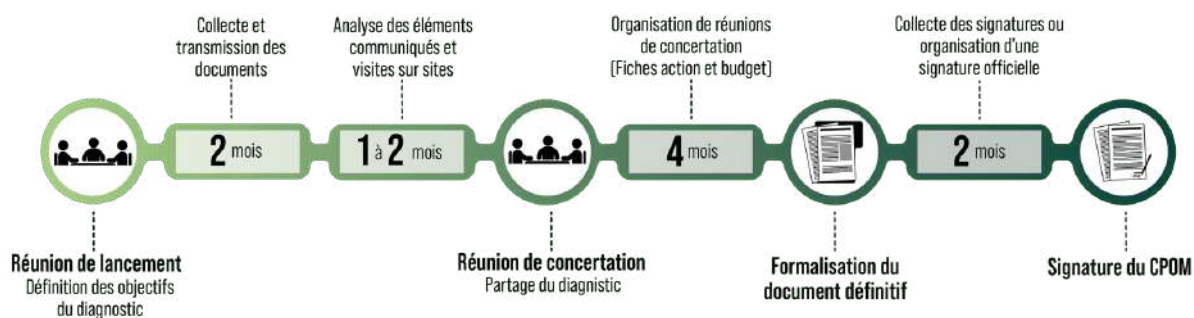 Collecte et
transmission des
documents
Analyse des éléments
communiqués et
visites sur sites
Organisation de réunions
de concertation
(Fiches action et budget)
Collecte des signatures ou
organisation d'une
signature officielle
2 mois
1 à 2 mois
4 mois
2 mois
Réunion de lancement
Définition des objectifs
du diagnostic
Réunion de concertation
Partage du diagnistic
Formalisation du
document définitif
Signature du CPOM